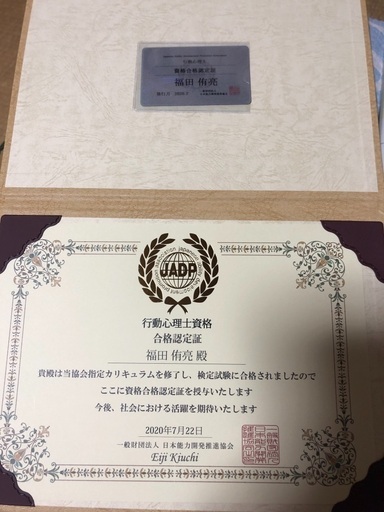 行動心理士
資格合格認定証
福田 侑亮
JADP
行動心理士資格
合格認定証
福田 侑亮 殿
貴殿は当協会指定カリキュラムを修了し、検定試験に合格されましたので
ここに資格合格認定証を授与いたします
今後、社会における活躍を期待いたします
2020年7月22日
一般財団法人 日本能力開発推進協会
Eiji Kiuchi